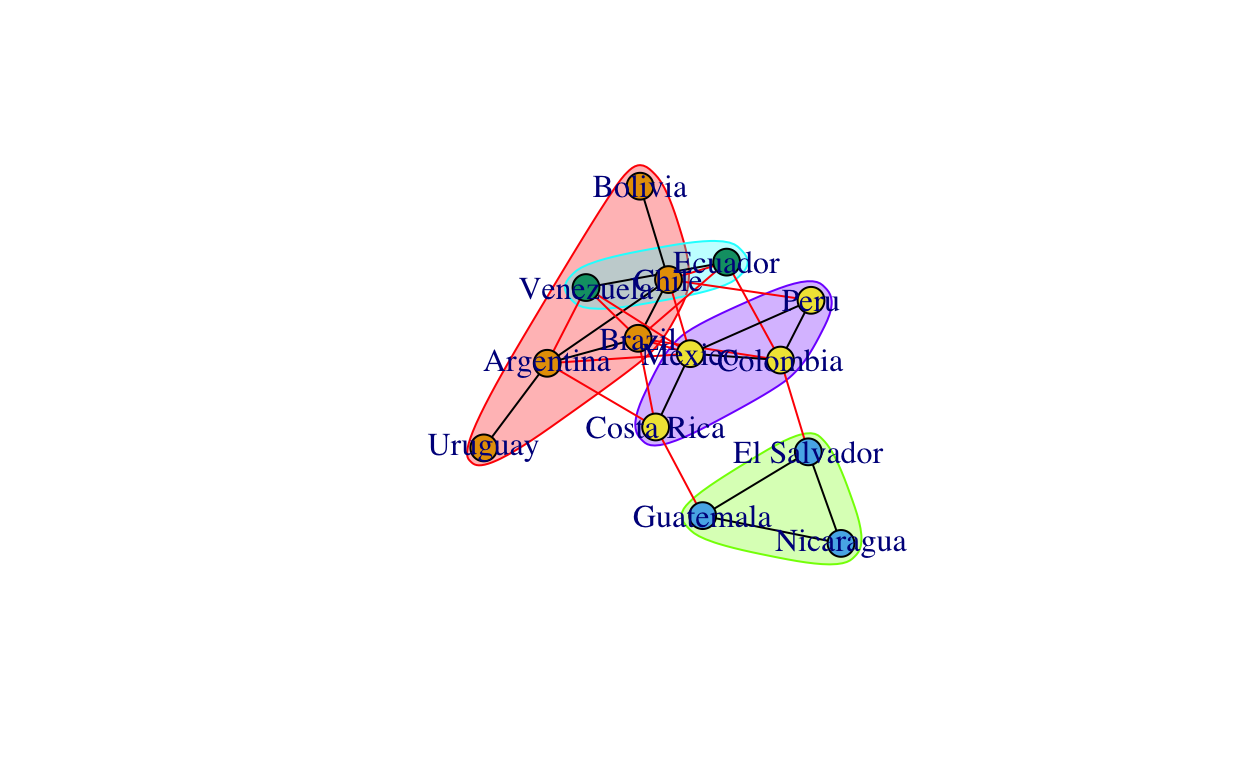 Bolivia
Ecuador
Chile
Venezuela
Peru
Brazil
Mexico
Colombia
Argentina
Costa Rica
Uruguay
El Salvador
Guatemala
Nicaragua